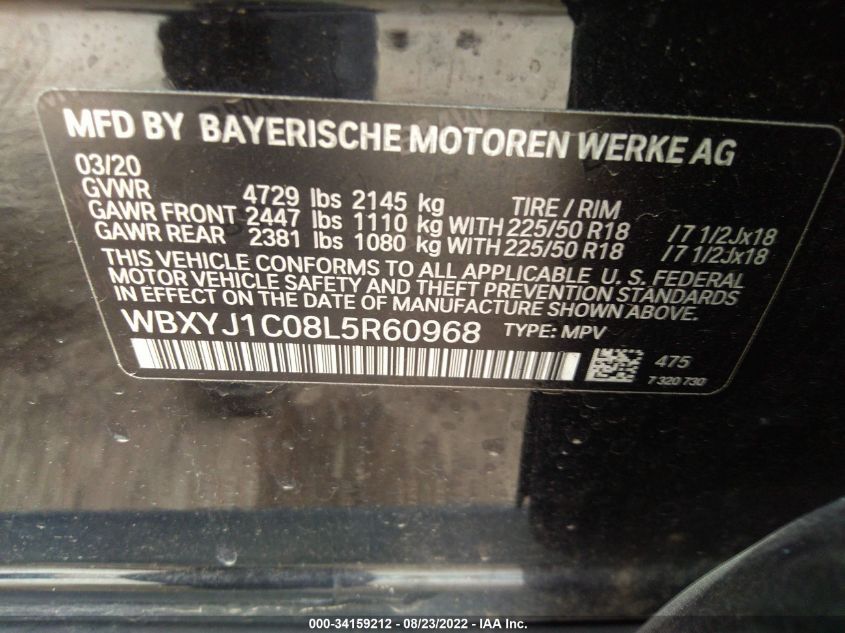 MFD BY BAYERISCHE MOTOREN WERKE AG
03/20
GVWR 4729 lbs 2145 kg TIRE / RIM
GAWR FRONT 2447 lbs 1110 kg WITH 225/50 R18 /7 1/2Jx18
GAWR REAR 2381 lbs 1080 kg WITH 225/50 R18 /7 1/2Jx18
THIS VEHICLE CONFORMS TO ALL APPLICABLE U. S. FEDERAL
MOTOR VEHICLE SAFETY AND THEFT PREVENTION STANDARDS
IN EFFECT ON THE DATE OF MANUFACTURE SHOWN ABOVE.
WBXYJ1C08L5R60968 TYPE: MPV
475
7 320 730
000-34159212 - 08/23/2022 - IAA Inc.